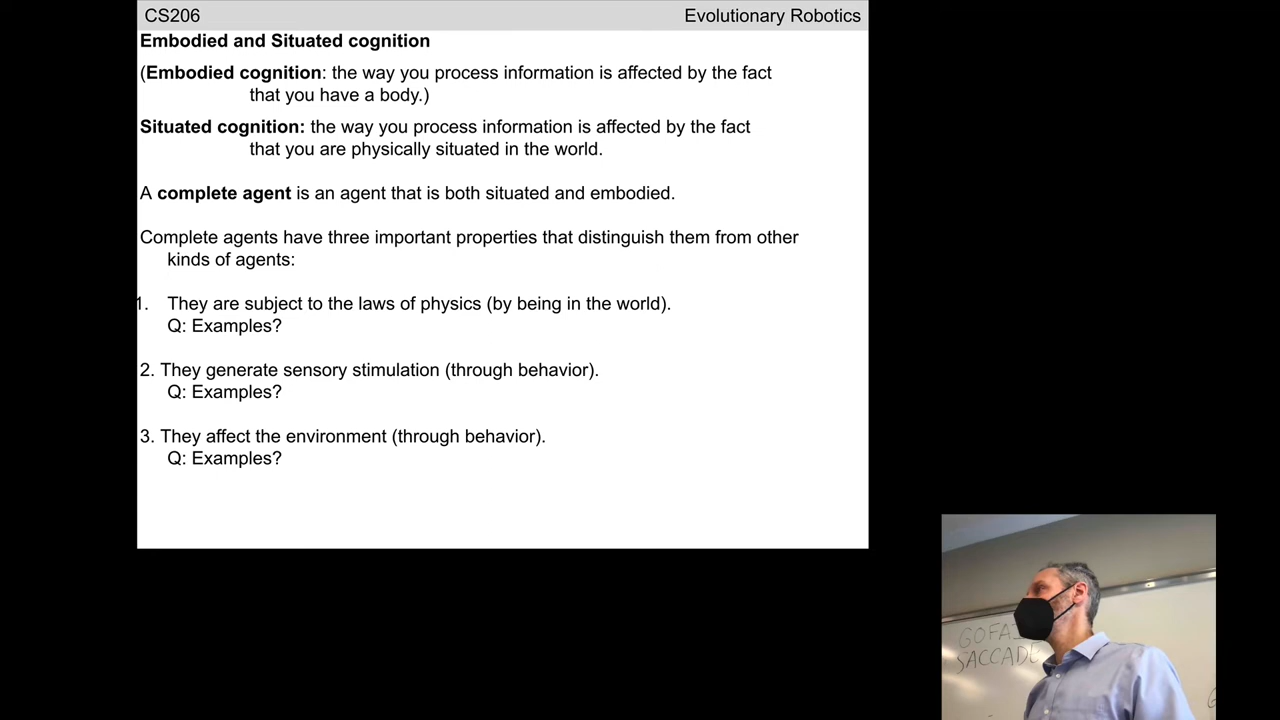 CS206 Evolutionary Robotics
Embodied and Situated cognition
(Embodied cognition: the way you process information is affected by the fact
that you have a body.)
Situated cognition: the way you process information is affected by the fact
that you are physically situated in the world.
A complete agent is an agent that is both situated and embodied.
Complete agents have three important properties that distinguish them from other
kinds of agents:
1. They are subject to the laws of physics (by being in the world).
Q: Examples?
2. They generate sensory stimulation (through behavior).
Q: Examples?
3. They affect the environment (through behavior).
Q: Examples?
SACCADE